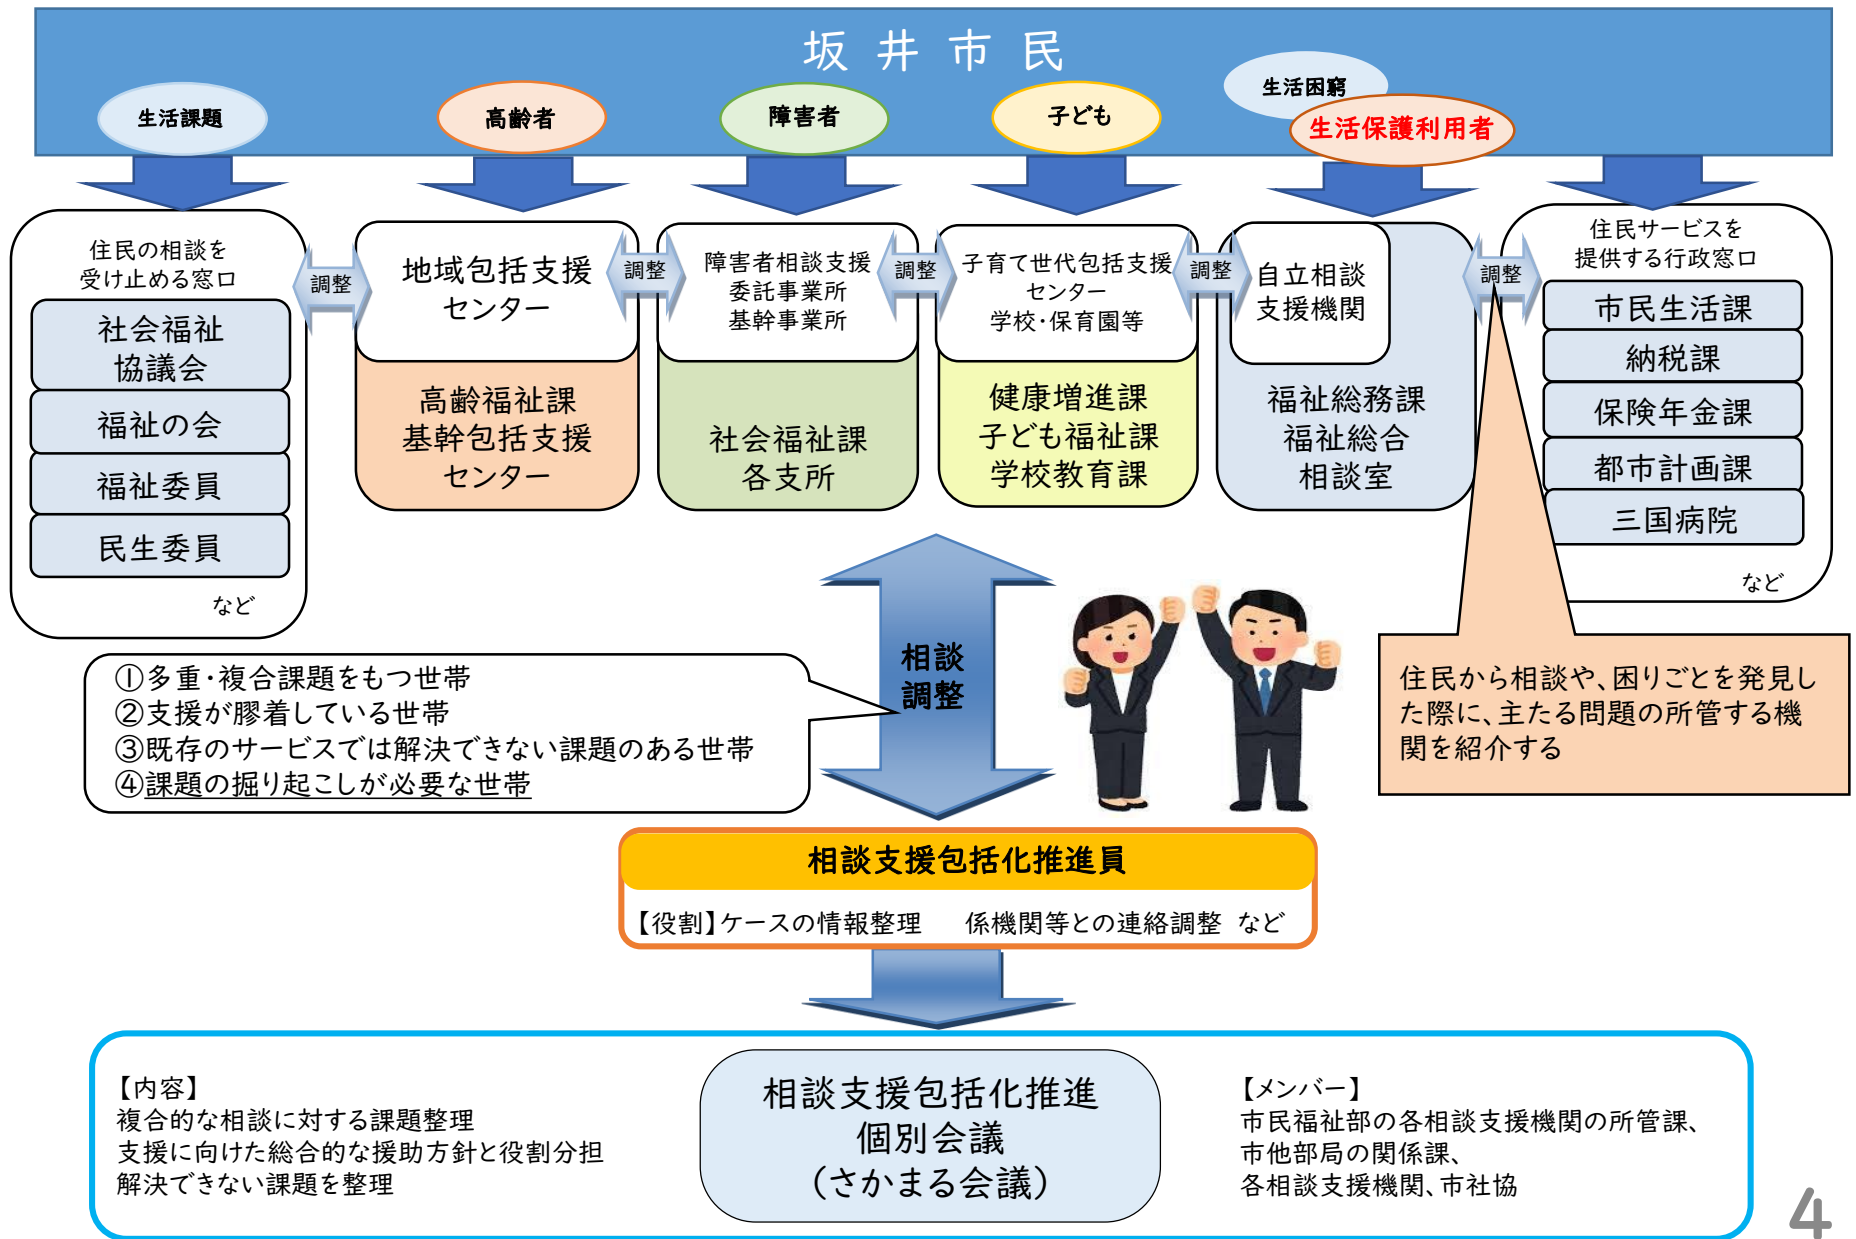 坂井市民
生活課題
高齢者
障害者
子ども
生活困窮
生活保護利用者
住民の相談を
受け止める窓口
社会福祉
協議会
福祉の会
福祉委員
民生委員
など
調整
地域包括支援
センター
高齢福祉課
基幹包括支援
センター
調整
障害者相談支援
委託事業所
基幹事業所
社会福祉課
各支所
調整
子育て世代包括支援
センター
学校・保育園等
健康増進課
子ども福祉課
学校教育課
調整
自立相談
支援機関
福祉総務課
福祉総合
相談室
調整
住民サービスを
提供する行政窓口
市民生活課
納税課
保険年金課
都市計画課
三国病院
など
相談
調整
①多重・複合課題をもつ世帯
②支援が膠着している世帯
③既存のサービスでは解決できない課題のある世帯
④課題の掘り起こしが必要な世帯
住民から相談や、困りごとを発見し
た際に、主たる問題の所管する機
関を紹介する
相談支援包括化推進員
【役割】ケースの情報整理　係機関等との連絡調整 など
【内容】
複合的な相談に対する課題整理
支援に向けた総合的な援助方針と役割分担
解決できない課題を整理
相談支援包括化推進
個別会議
（さかまる会議）
【メンバー】
市民福祉部の各相談支援機関の所管課、
市他部局の関係課、
各相談支援機関、市社協
4